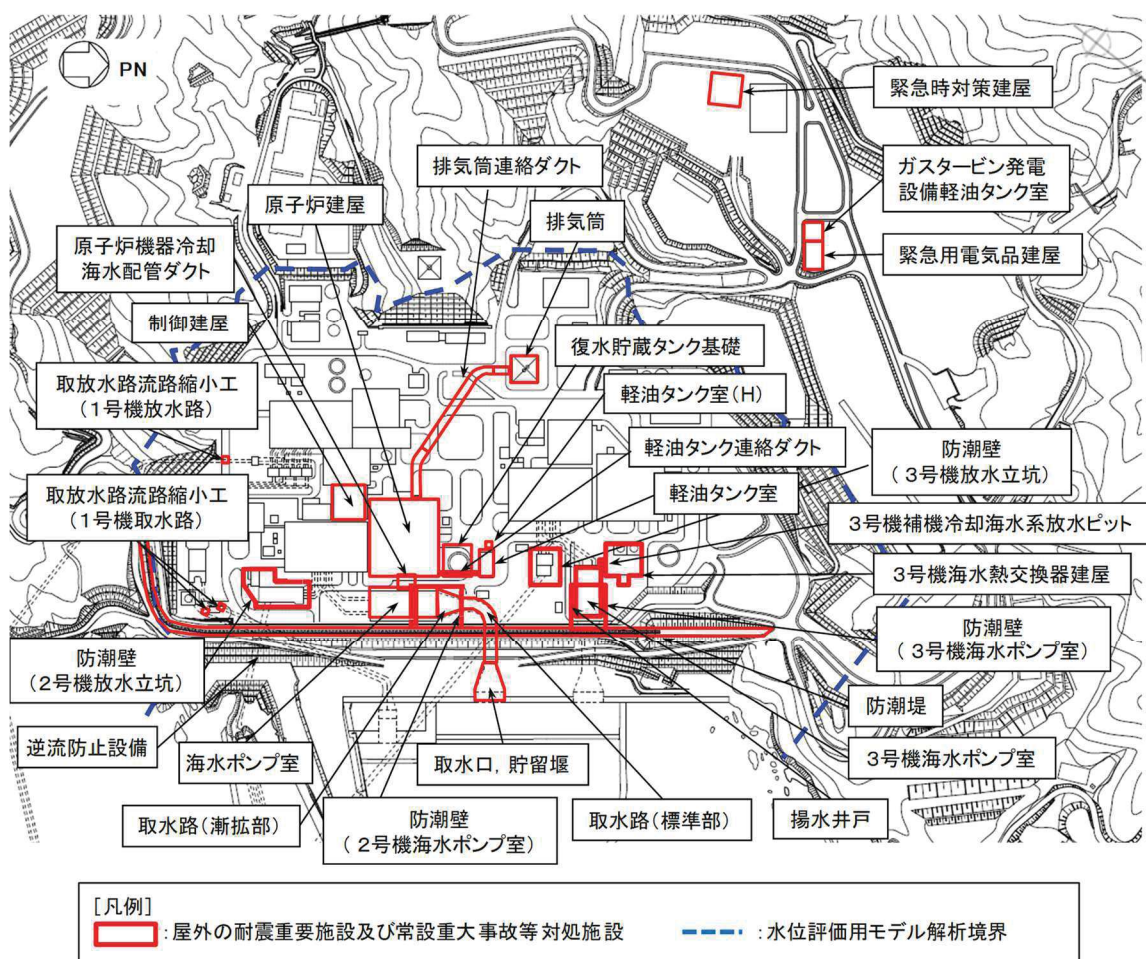 PN
緊急時対策建屋
排気筒連絡ダクト
ガスタービン発電
設備軽油タンク室
原子炉建屋
排気筒
原子炉機器冷却
海水配管ダクト
緊急用電気品建屋
制御建屋
復水貯蔵タンク基礎
取放水路流路縮小工
(1号機放水路)
軽油タンク室(H)
軽油タンク連絡ダクト
防潮壁
(3号機放水立坑)
取放水路流路縮小工
(1号機取水路)
軽油タンク室
3号機補機冷却海水系放水ピット
3号機海水熱交換器建屋
防潮壁
(3号機海水ポンプ室)
防潮壁
(2号機放水立坑)
防潮堤
逆流防止設備
海水ポンプ室
取水口,貯留堰
3号機海水ポンプ室
取水路(漸拡部)
防潮壁
(2号機海水ポンプ室)
取水路(標準部)
揚水井戸
[凡例]
:屋外の耐震重要施設及び常設重大事故等対処施設
:水位評価用モデル解析境界